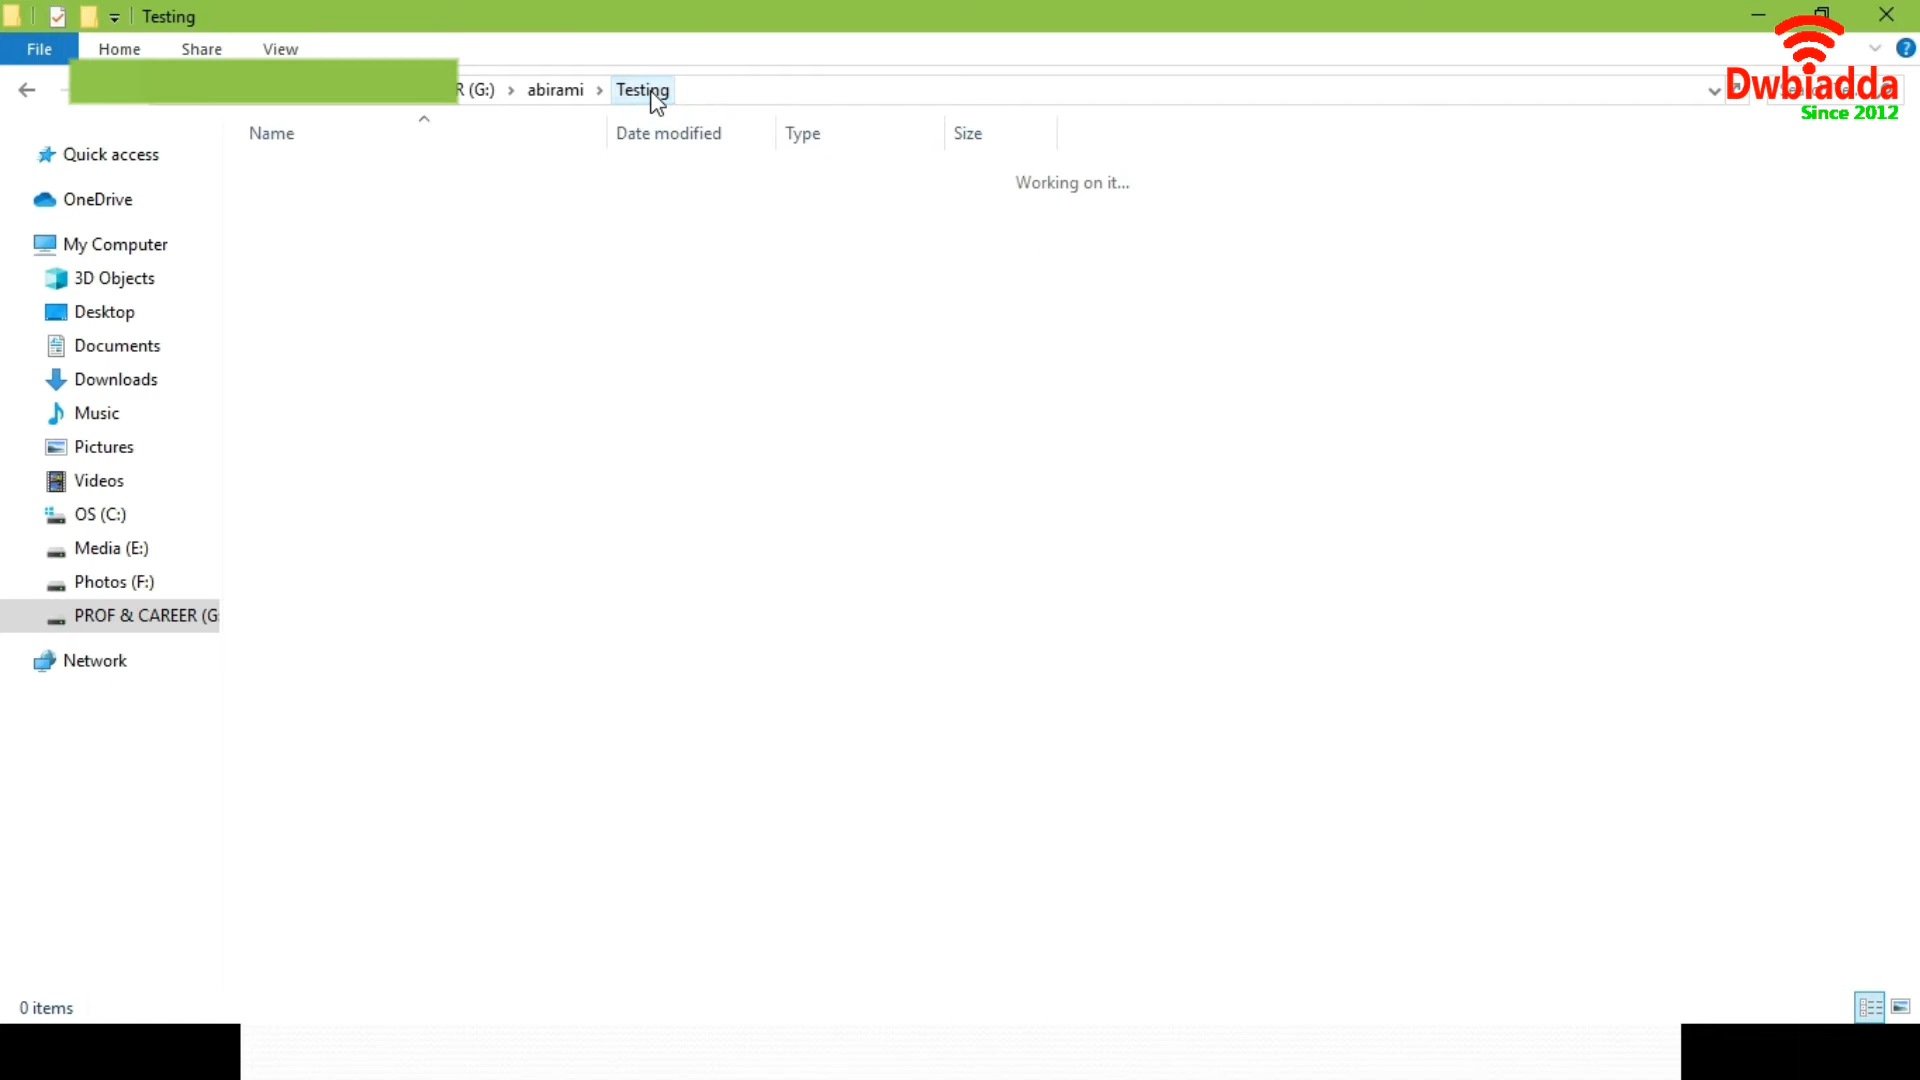 Testing
File Home Share View
R (G:) > abirami > Testing
Dwbiadda
Since 2012
Name Date modified Type Size
Working on it...
Quick access
OneDrive
My Computer
3D Objects
Desktop
Documents
Downloads
Music
Pictures
Videos
OS (C:)
Media (E:)
Photos (F:)
PROF & CAREER (G:
Network
0 items